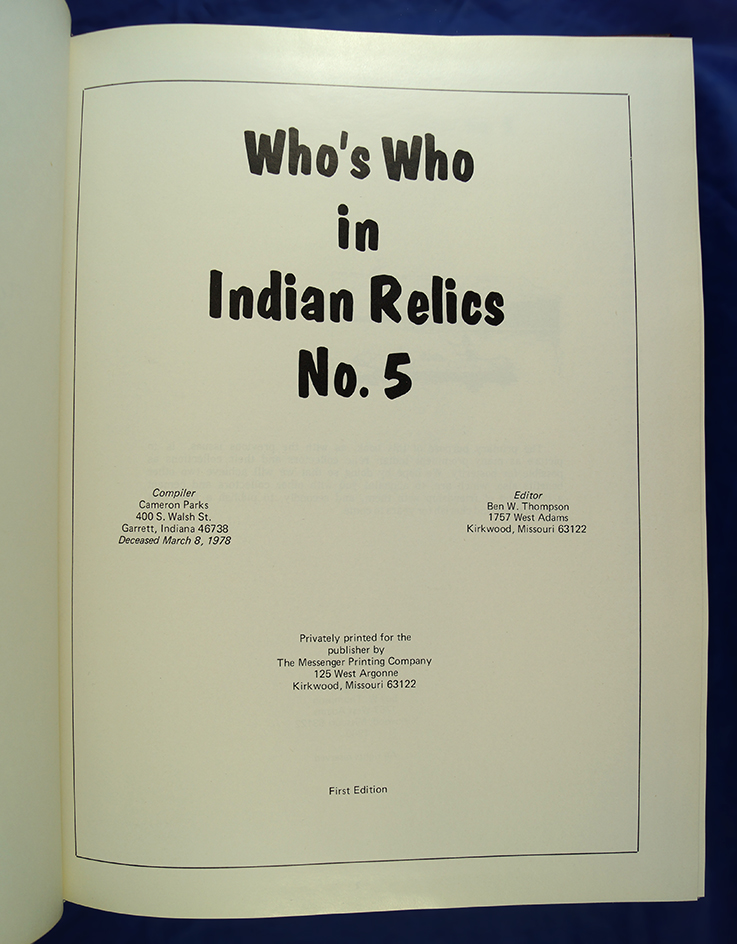 Who's Who
in
Indian Relics
No. 5
Compiler
Cameron Parks
400 S. Walsh St.
Garrett, Indiana 46738
Deceased March 8, 1978
Editor
Ben W. Thompson
1757 West Adams
Kirkwood, Missouri 63122
Privately printed for the
publisher by
The Messenger Printing Company
125 West Argonne
Kirkwood, Missouri 63122
First Edition